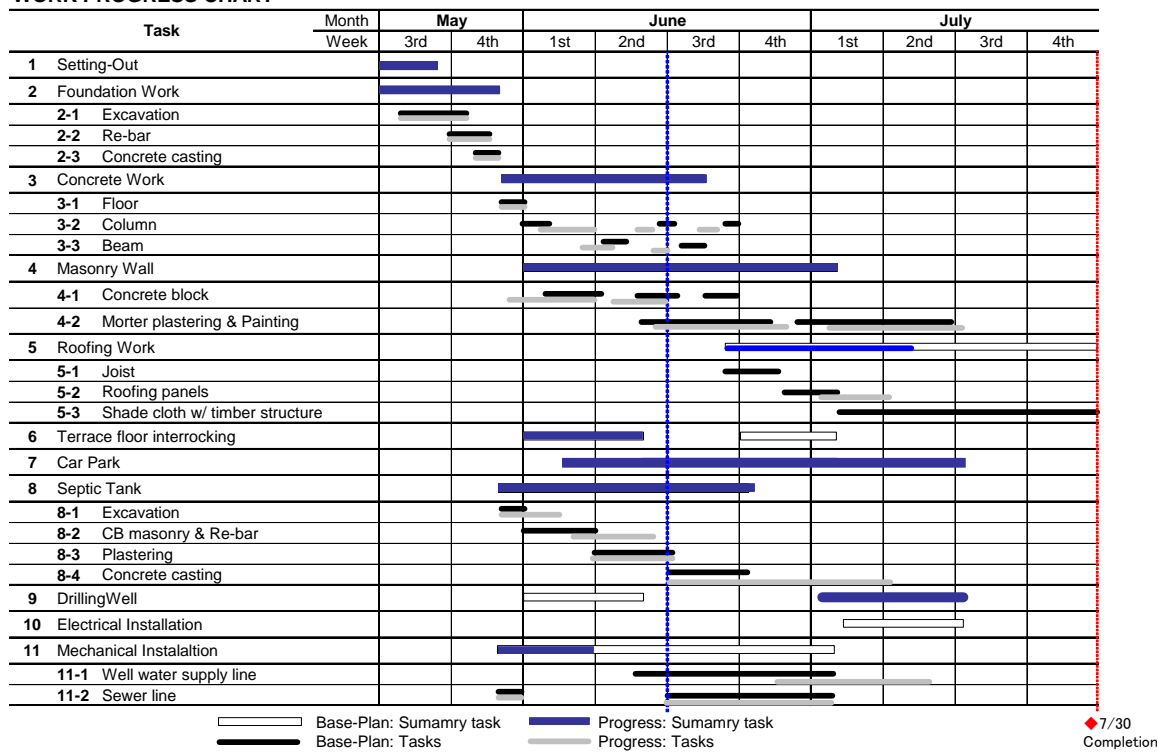 WORK PROGRESS CHART
Task Month May June July
Week 3rd 4th 1st 2nd 3rd 4th 1st 2nd 3rd 4th
1 Setting-Out
2 Foundation Work
2-1 Excavation
2-2 Re-bar
2-3 Concrete casting
3 Concrete Work
3-1 Floor
3-2 Column
3-3 Beam
4 Masonry Wall
4-1 Concrete block
4-2 Morter plastering & Painting
5 Roofing Work
5-1 Joist
5-2 Roofing panels
5-3 Shade cloth w/ timber structure
6 Terrace floor interrocking
7 Car Park
8 Septic Tank
8-1 Excavation
8-2 CB masonry & Re-bar
8-3 Plastering
8-4 Concrete casting
9 DrillingWell
10 Electrical Installation
11 Mechanical Instalaltion
11-1 Well water supply line
11-2 Sewer line
Base-Plan: Sumamry task Progress: Sumamry task
Base-Plan: Tasks Progress: Tasks
◆7/30
Completion